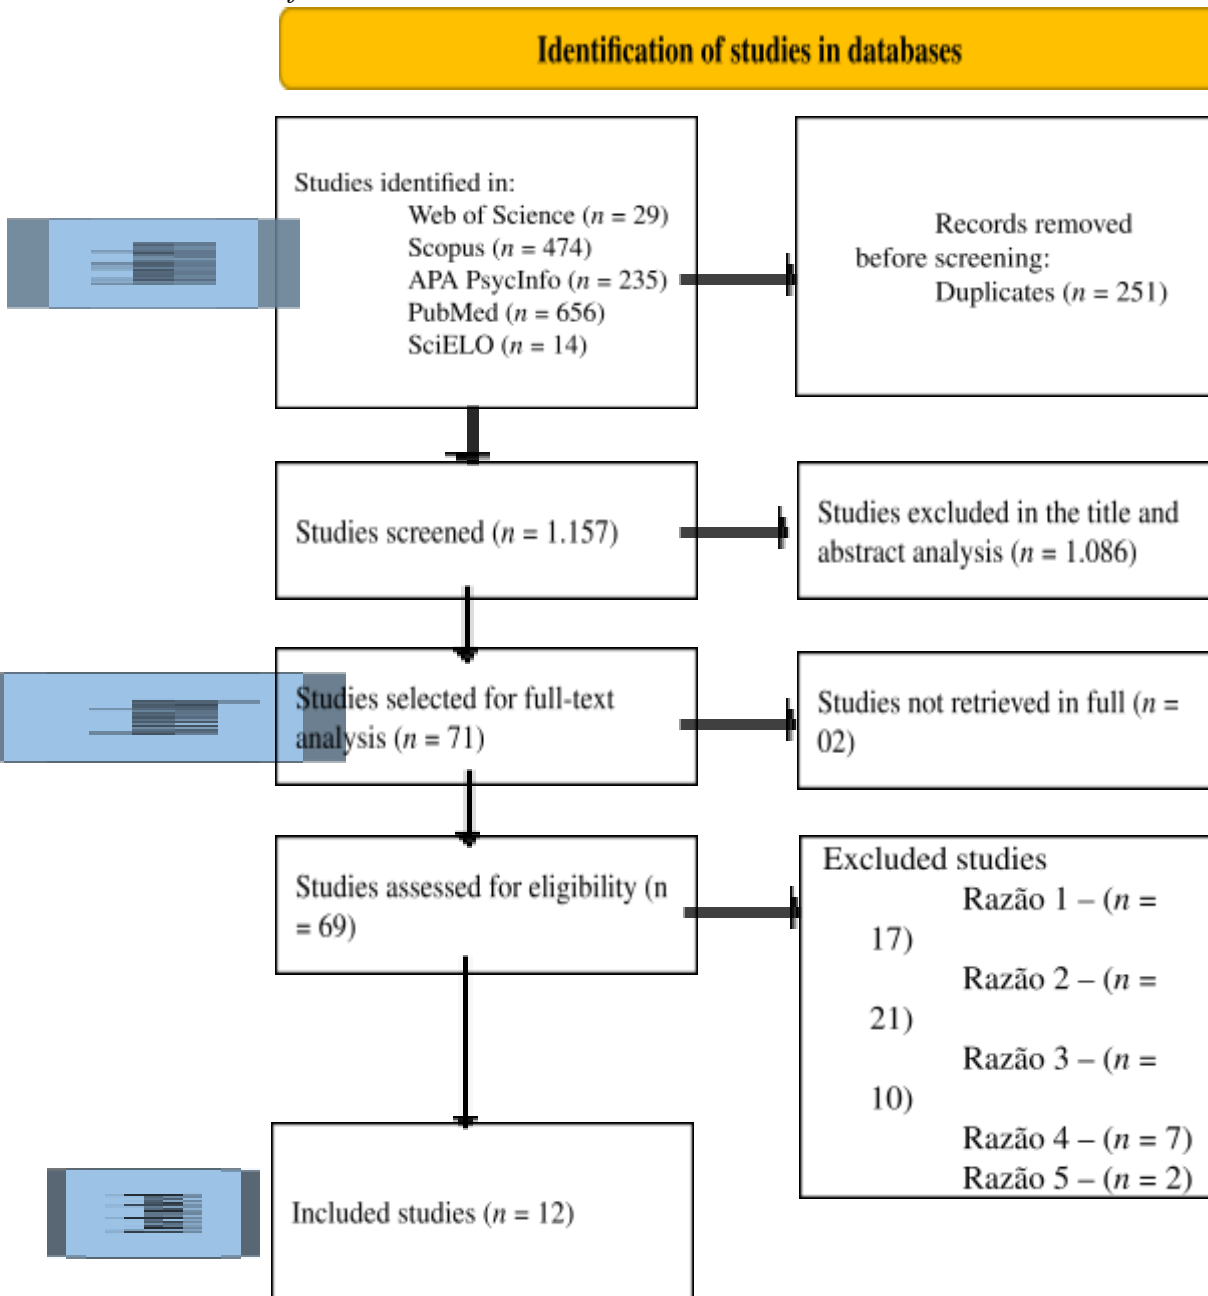 Identification of studies in databases
Studies identified in:
Web of Science (n = 29)
Scopus (n = 474)
APA PsycInfo (n = 235)
PubMed (n = 656)
SciELO (n = 14)
Records removed
before screening:
Duplicates (n = 251)
Studies screened (n = 1.157)
Studies excluded in the title and
abstract analysis (n = 1.086)
Studies selected for full-text
analysis (n = 71)
Studies not retrieved in full (n =
02)
Studies assessed for eligibility (n
= 69)
Excluded studies
Razão 1 – (n =
17)
Razão 2 – (n =
21)
Razão 3 – (n =
10)
Razão 4 – (n = 7)
Razão 5 – (n = 2)
Included studies (n = 12)